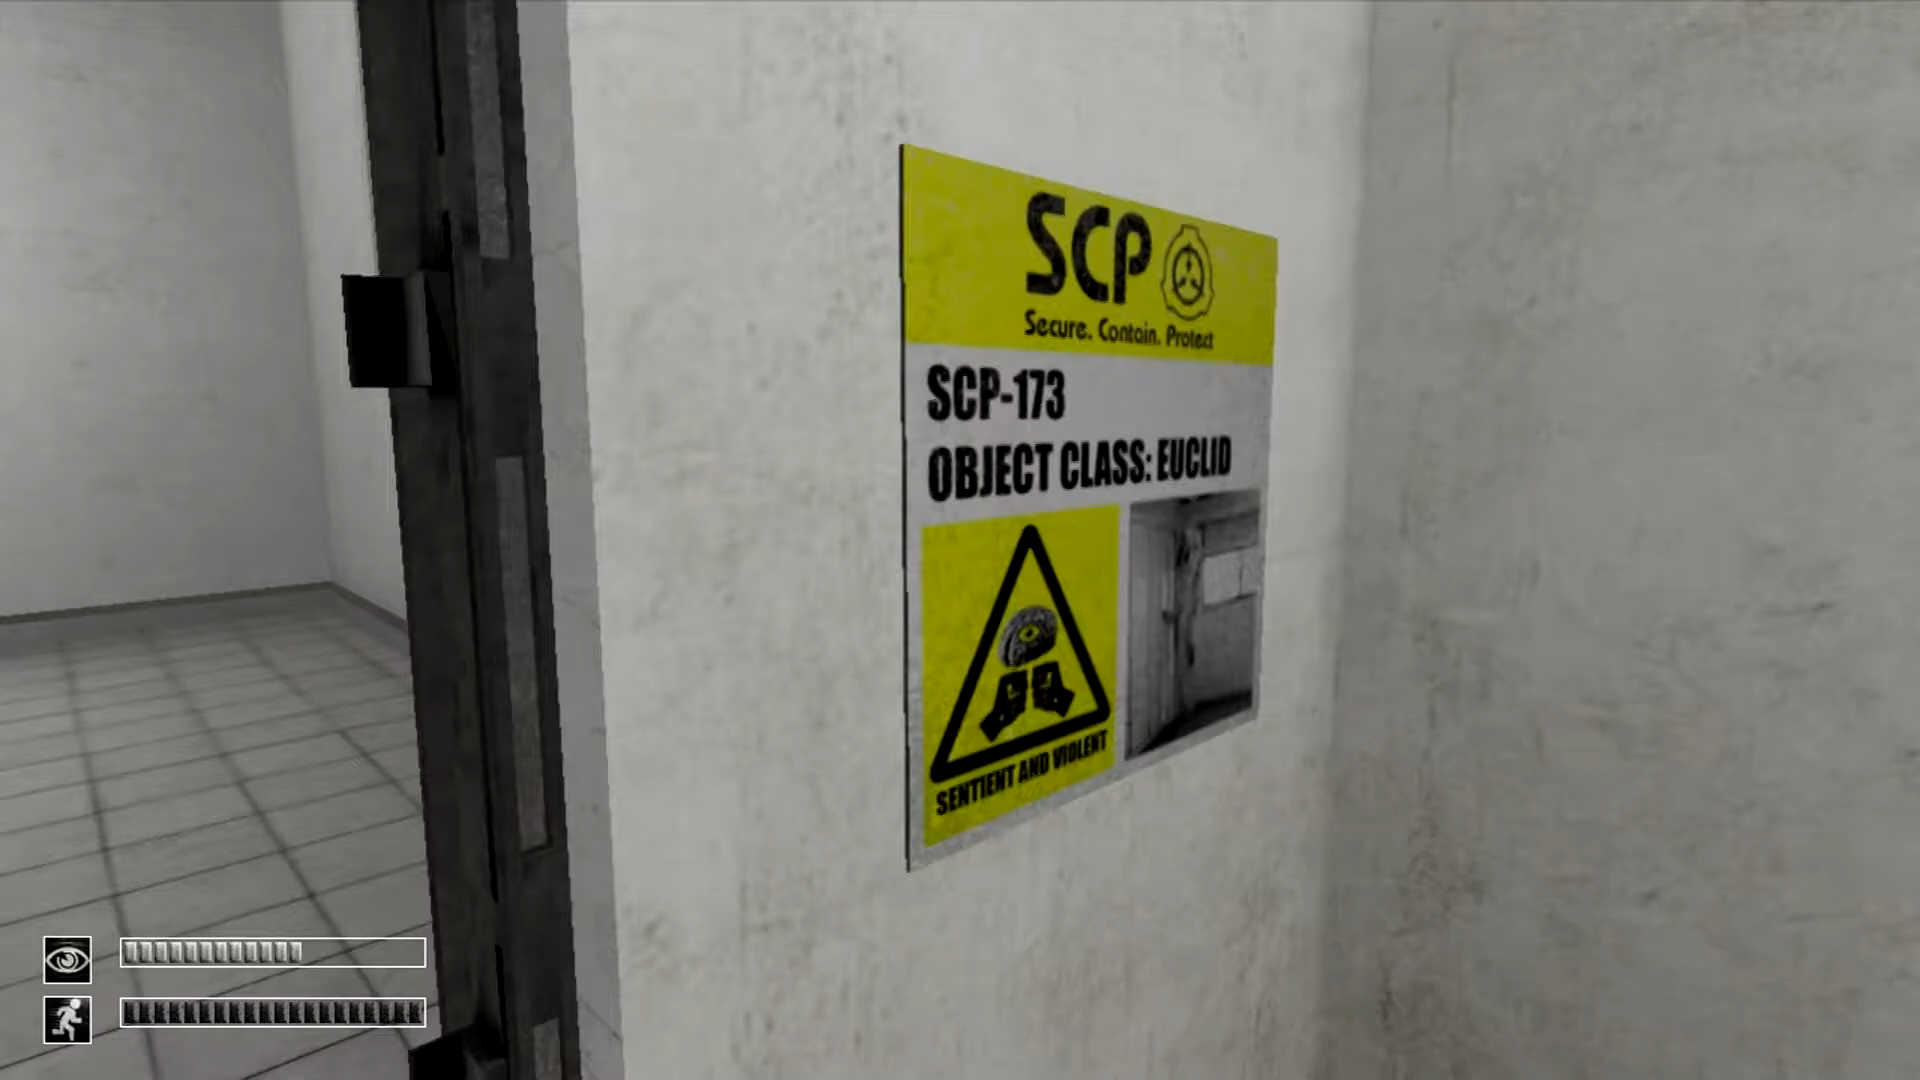 SCP
Secure. Contain. Protect
SCP-173
OBJECT CLASS: EUCLID
SENTIENT AND VIOLENT